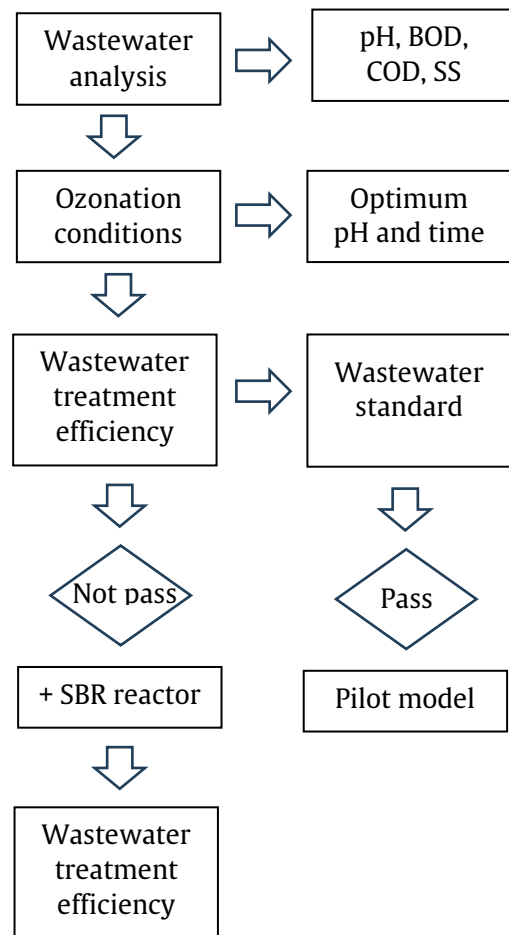 Wastewater
analysis
pH, BOD,
COD, SS
Ozonation
conditions
Optimum
pH and time
Wastewater
treatment
efficiency
Wastewater
standard
Not pass
Pass
+ SBR reactor
Pilot model
Wastewater
treatment
efficiency